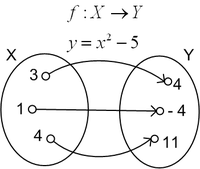 f : X → Y
y = x² − 5
X Y
3 4
1 - 4
4 11